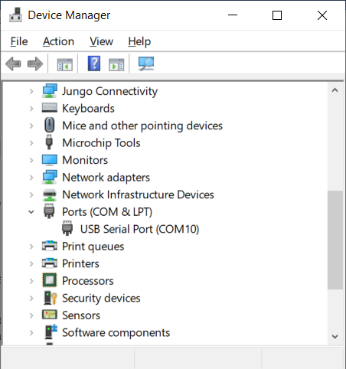 Device Manager
File Action View Help
Jungo Connectivity
Keyboards
Mice and other pointing devices
Microchip Tools
Monitors
Network adapters
Network Infrastructure Devices
Ports (COM & LPT)
USB Serial Port (COM10)
Print queues
Printers
Processors
Security devices
Sensors
Software components